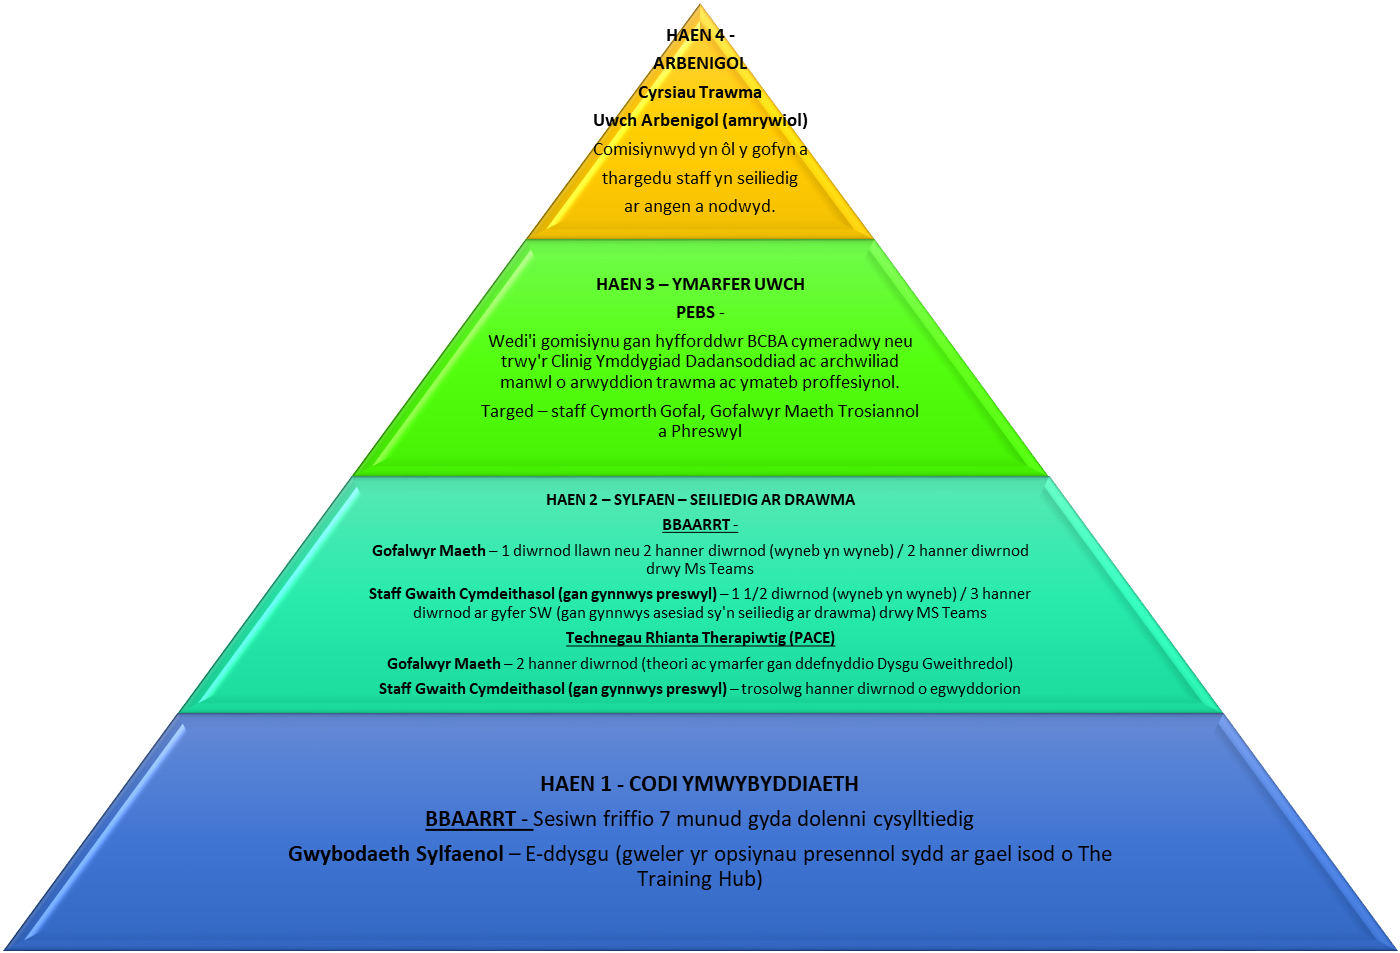 HAEN 4 -
ARBENIGOL
Cyrsiau Trawma
Uwch Arbenigol (amrywiol)
Comisiynwyd yn ôl y gofyn a
thargedu staff yn seiliedig
ar angen a nodwyd.
HAEN 3 – YMARFER UWCH
PEBS -
Wedi'i gomisiynu gan hyfforddwr BCBA cymeradwy neu
trwy'r Clinig Ymddygiad Dadansoddiad ac archwiliad
manwl o arwyddion trawma ac ymateb proffesiynol.
Targed – staff Cymorth Gofal, Gofalwyr Maeth Trosiannol
a Phreswyl
HAEN 2 – SYLFAEN – SEILIEDIG AR DRAWMA
BBAARRT -
Gofalwyr Maeth – 1 diwrnod llawn neu 2 hanner diwrnod (wyneb yn wyneb) / 2 hanner diwrnod
drwy Ms Teams
Staff Gwaith Cymdeithasol (gan gynnwys preswyl) – 1 1/2 diwrnod (wyneb yn wyneb) / 3 hanner
diwrnod ar gyfer SW (gan gynnwys asesiad sy'n seiliedig ar drawma) drwy MS Teams
Technegau Rhianta Therapiwtig (PACE)
Gofalwyr Maeth – 2 hanner diwrnod (theori ac ymarfer gan ddefnyddio Dysgu Gweithredol)
Staff Gwaith Cymdeithasol (gan gynnwys preswyl) – trosolwg hanner diwrnod o egwyddorion
HAEN 1 - CODI YMWYBYDDIAETH
BBAARRT - Sesiwn friffio 7 munud gyda dolenni cysylltiedig
Gwybodaeth Sylfaenol – E-ddysgu (gweler yr opsiynau presennol sydd ar gael isod o The
Training Hub)